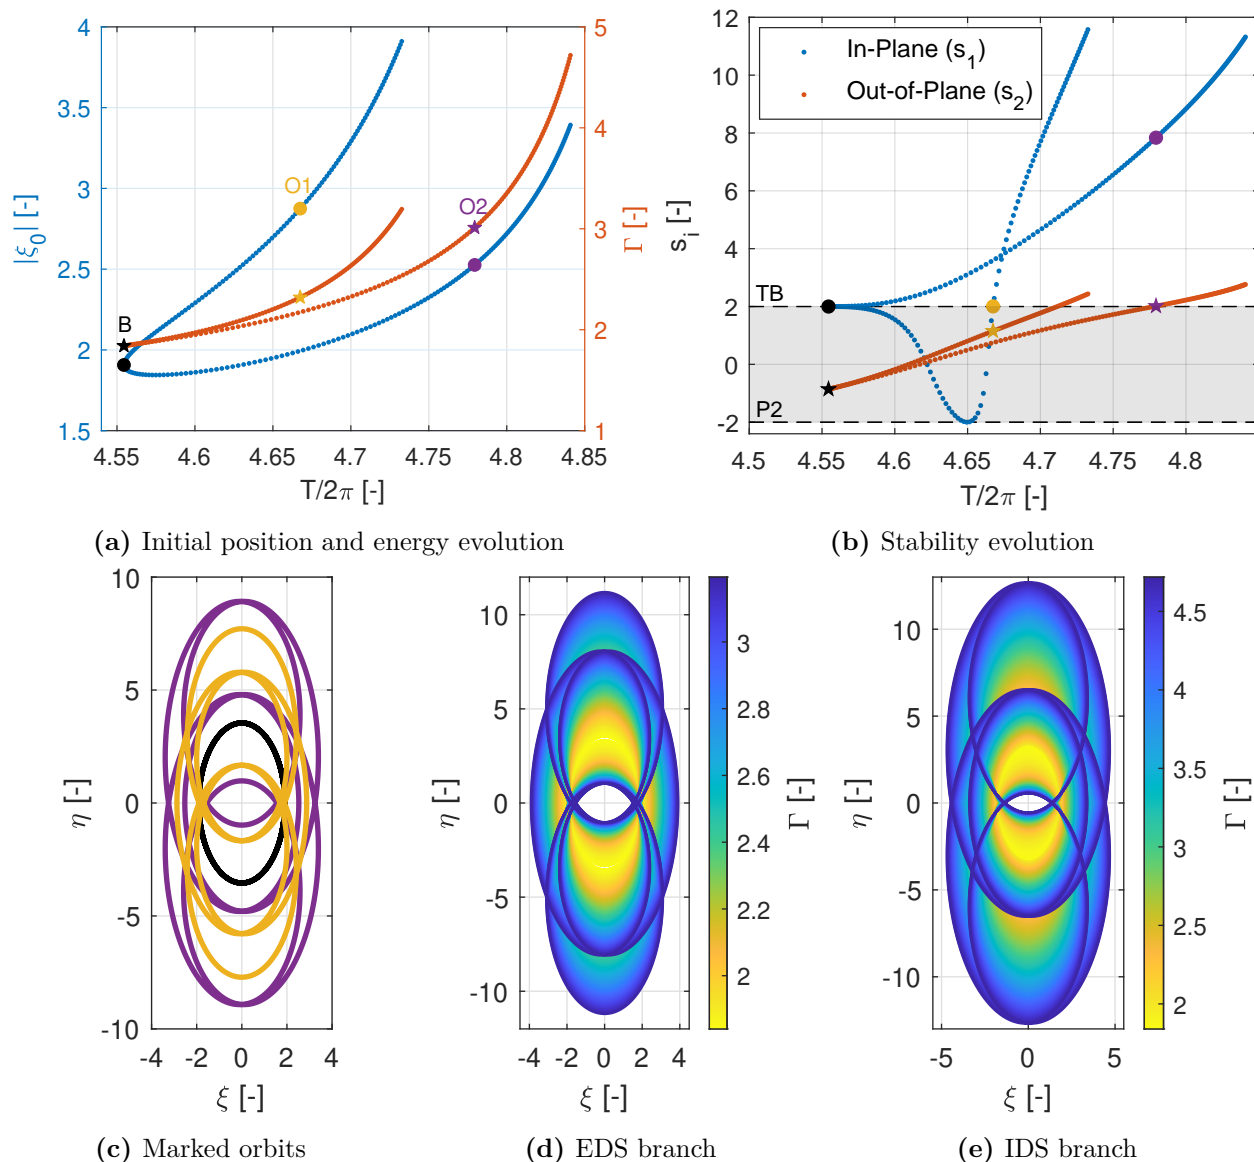 4
3.5
3
2.5
2
1.5
|ξ₀| [-]
5
4
3
2
1
Γ [-]
O1
O2
B
4.55 4.6 4.65 4.7 4.75 4.8 4.85
T/2π [-]
(a) Initial position and energy evolution
12
10
8
6
4
2
0
-2
s_i [-]
In-Plane (s₁)
Out-of-Plane (s₂)
TB
P2
4.5 4.55 4.6 4.65 4.7 4.75 4.8
T/2π [-]
(b) Stability evolution
10
5
0
-5
-10
η [-]
-4 -2 0 2 4
ξ [-]
(c) Marked orbits
10
5
0
-5
-10
η [-]
-4 -2 0 2 4
ξ [-]
3
2.8
2.6
2.4
2.2
2
Γ [-]
(d) EDS branch
10
5
0
-5
-10
η [-]
-5 0 5
ξ [-]
4.5
4
3.5
3
2.5
2
Γ [-]
(e) IDS branch